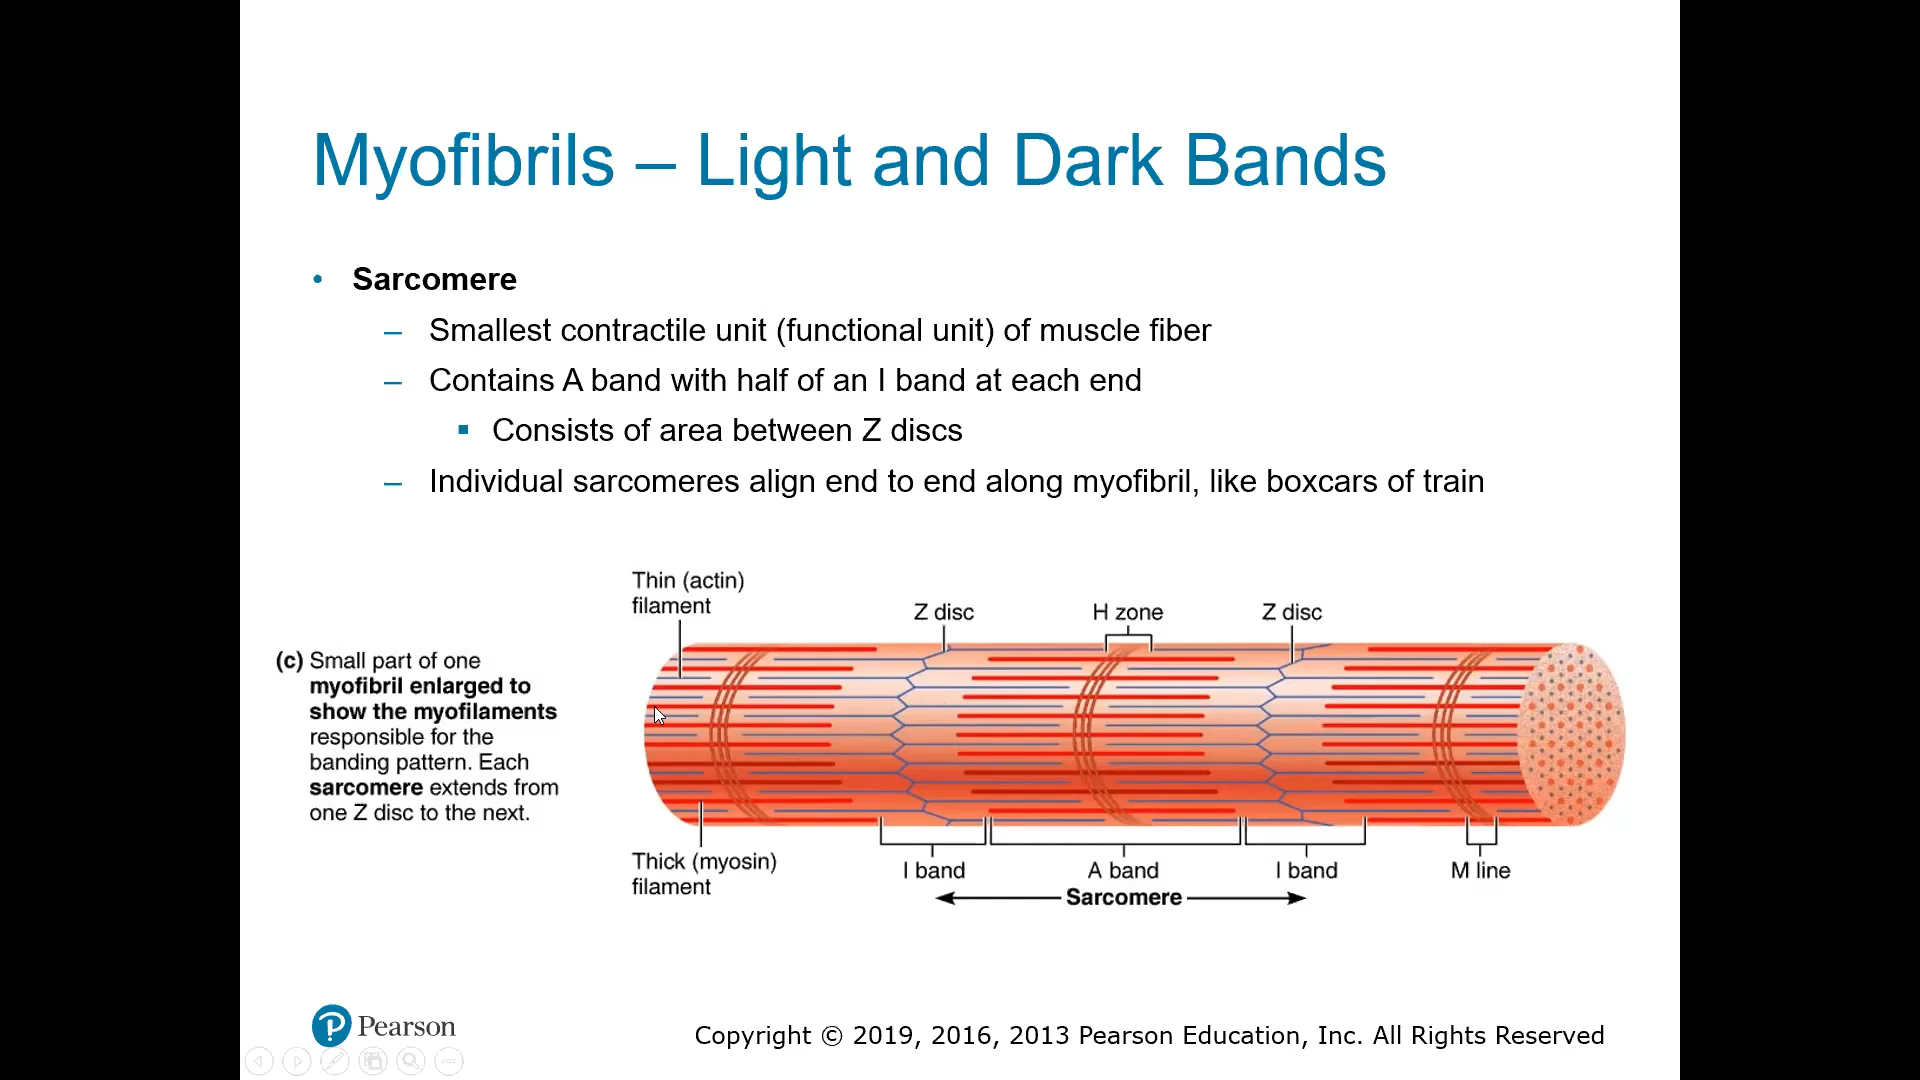 Myofibrils – Light and Dark Bands
• Sarcomere
– Smallest contractile unit (functional unit) of muscle fiber
– Contains A band with half of an I band at each end
▪ Consists of area between Z discs
– Individual sarcomeres align end to end along myofibril, like boxcars of train
Thin (actin)
filament
Z disc
H zone
Z disc
(c) Small part of one
myofibril enlarged to
show the myofilaments
responsible for the
banding pattern. Each
sarcomere extends from
one Z disc to the next.
Thick (myosin)
filament
I band
A band
I band
M line
Sarcomere
Pearson
Copyright © 2019, 2016, 2013 Pearson Education, Inc. All Rights Reserved